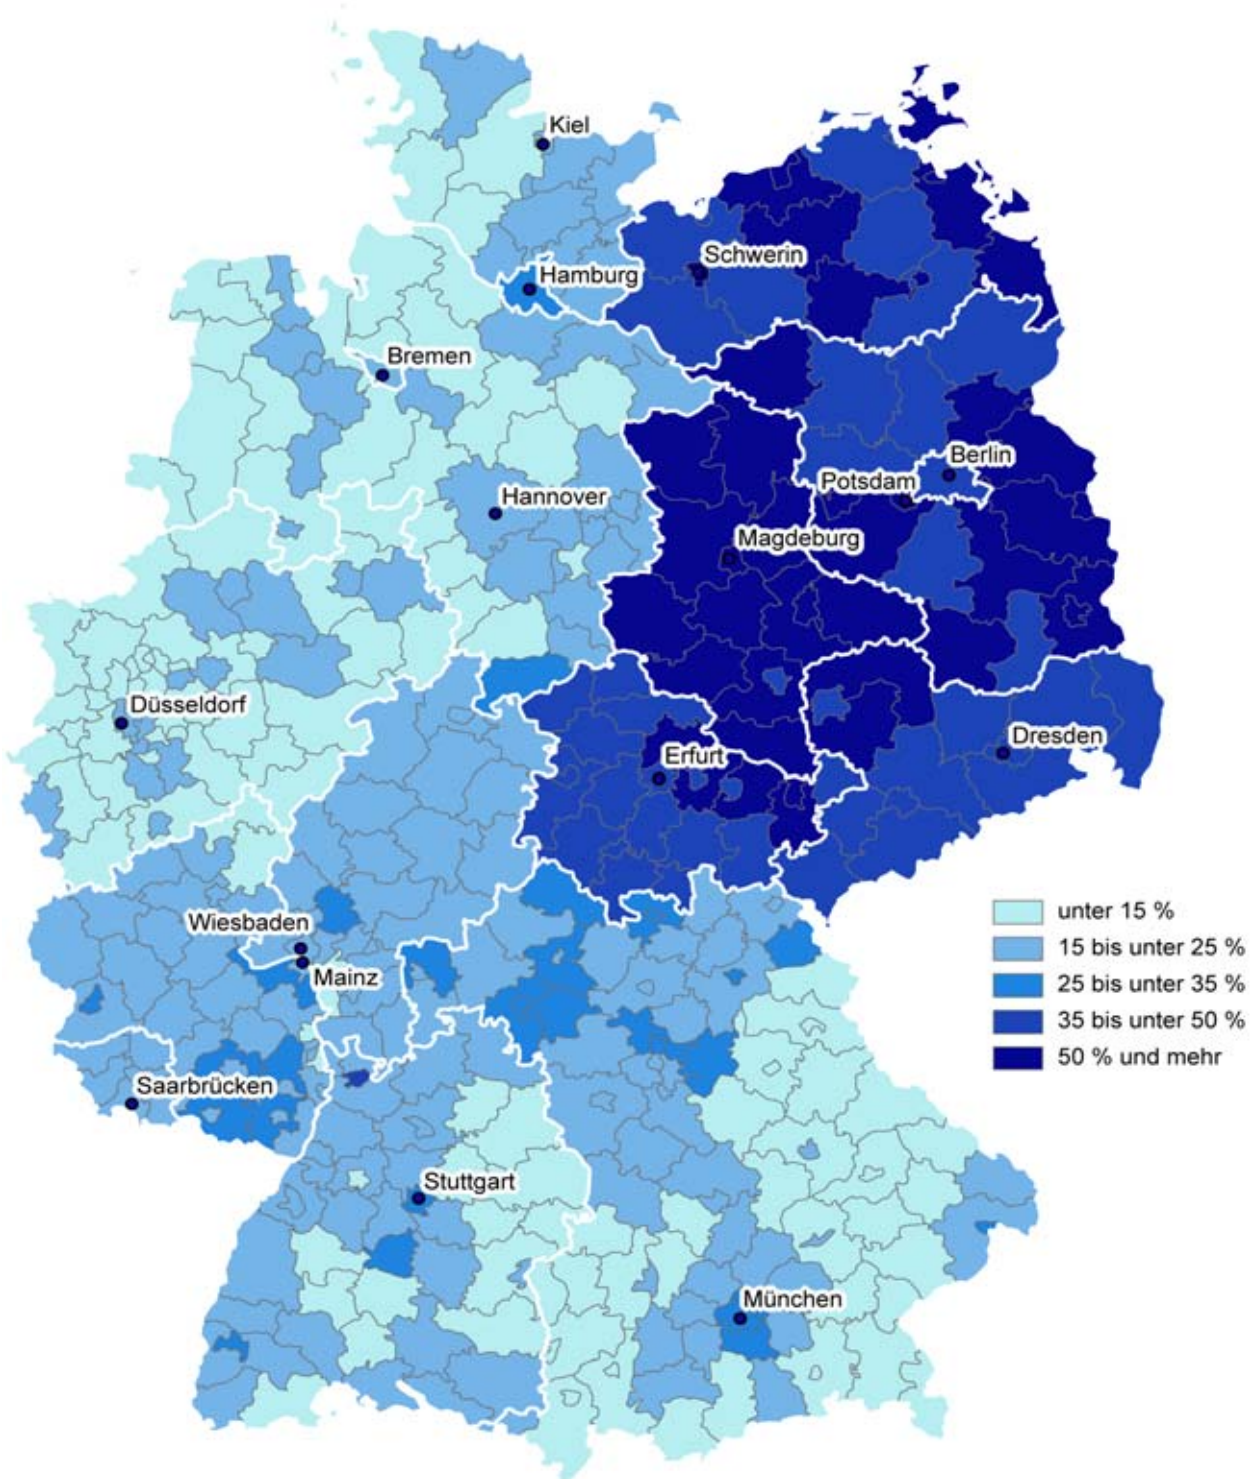 Kiel
Schwerin
Hamburg
Bremen
Berlin
Potsdam
Hannover
Magdeburg
Düsseldorf
Dresden
Erfurt
unter 15 %
Wiesbaden
15 bis unter 25 %
Mainz
25 bis unter 35 %
35 bis unter 50 %
50 % und mehr
Saarbrücken
Stuttgart
München